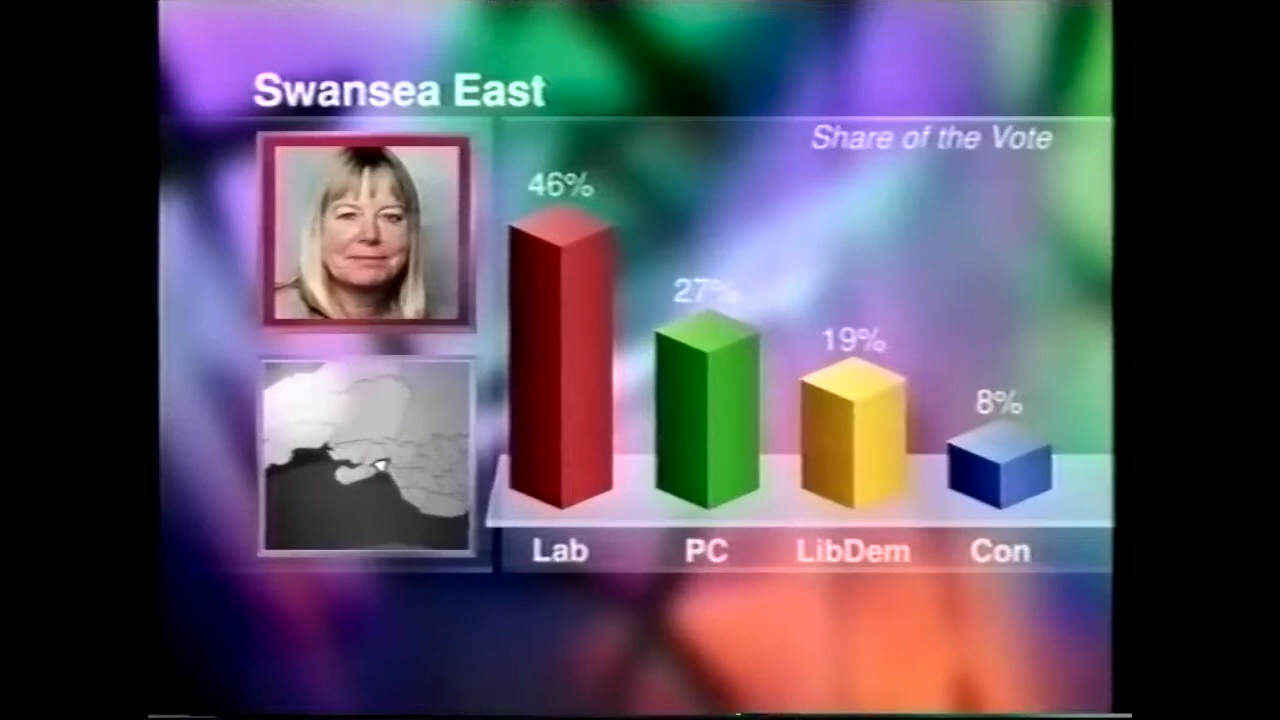 Swansea East
Share of the Vote
46%
27%
19%
8%
Lab
PC
LibDem
Con